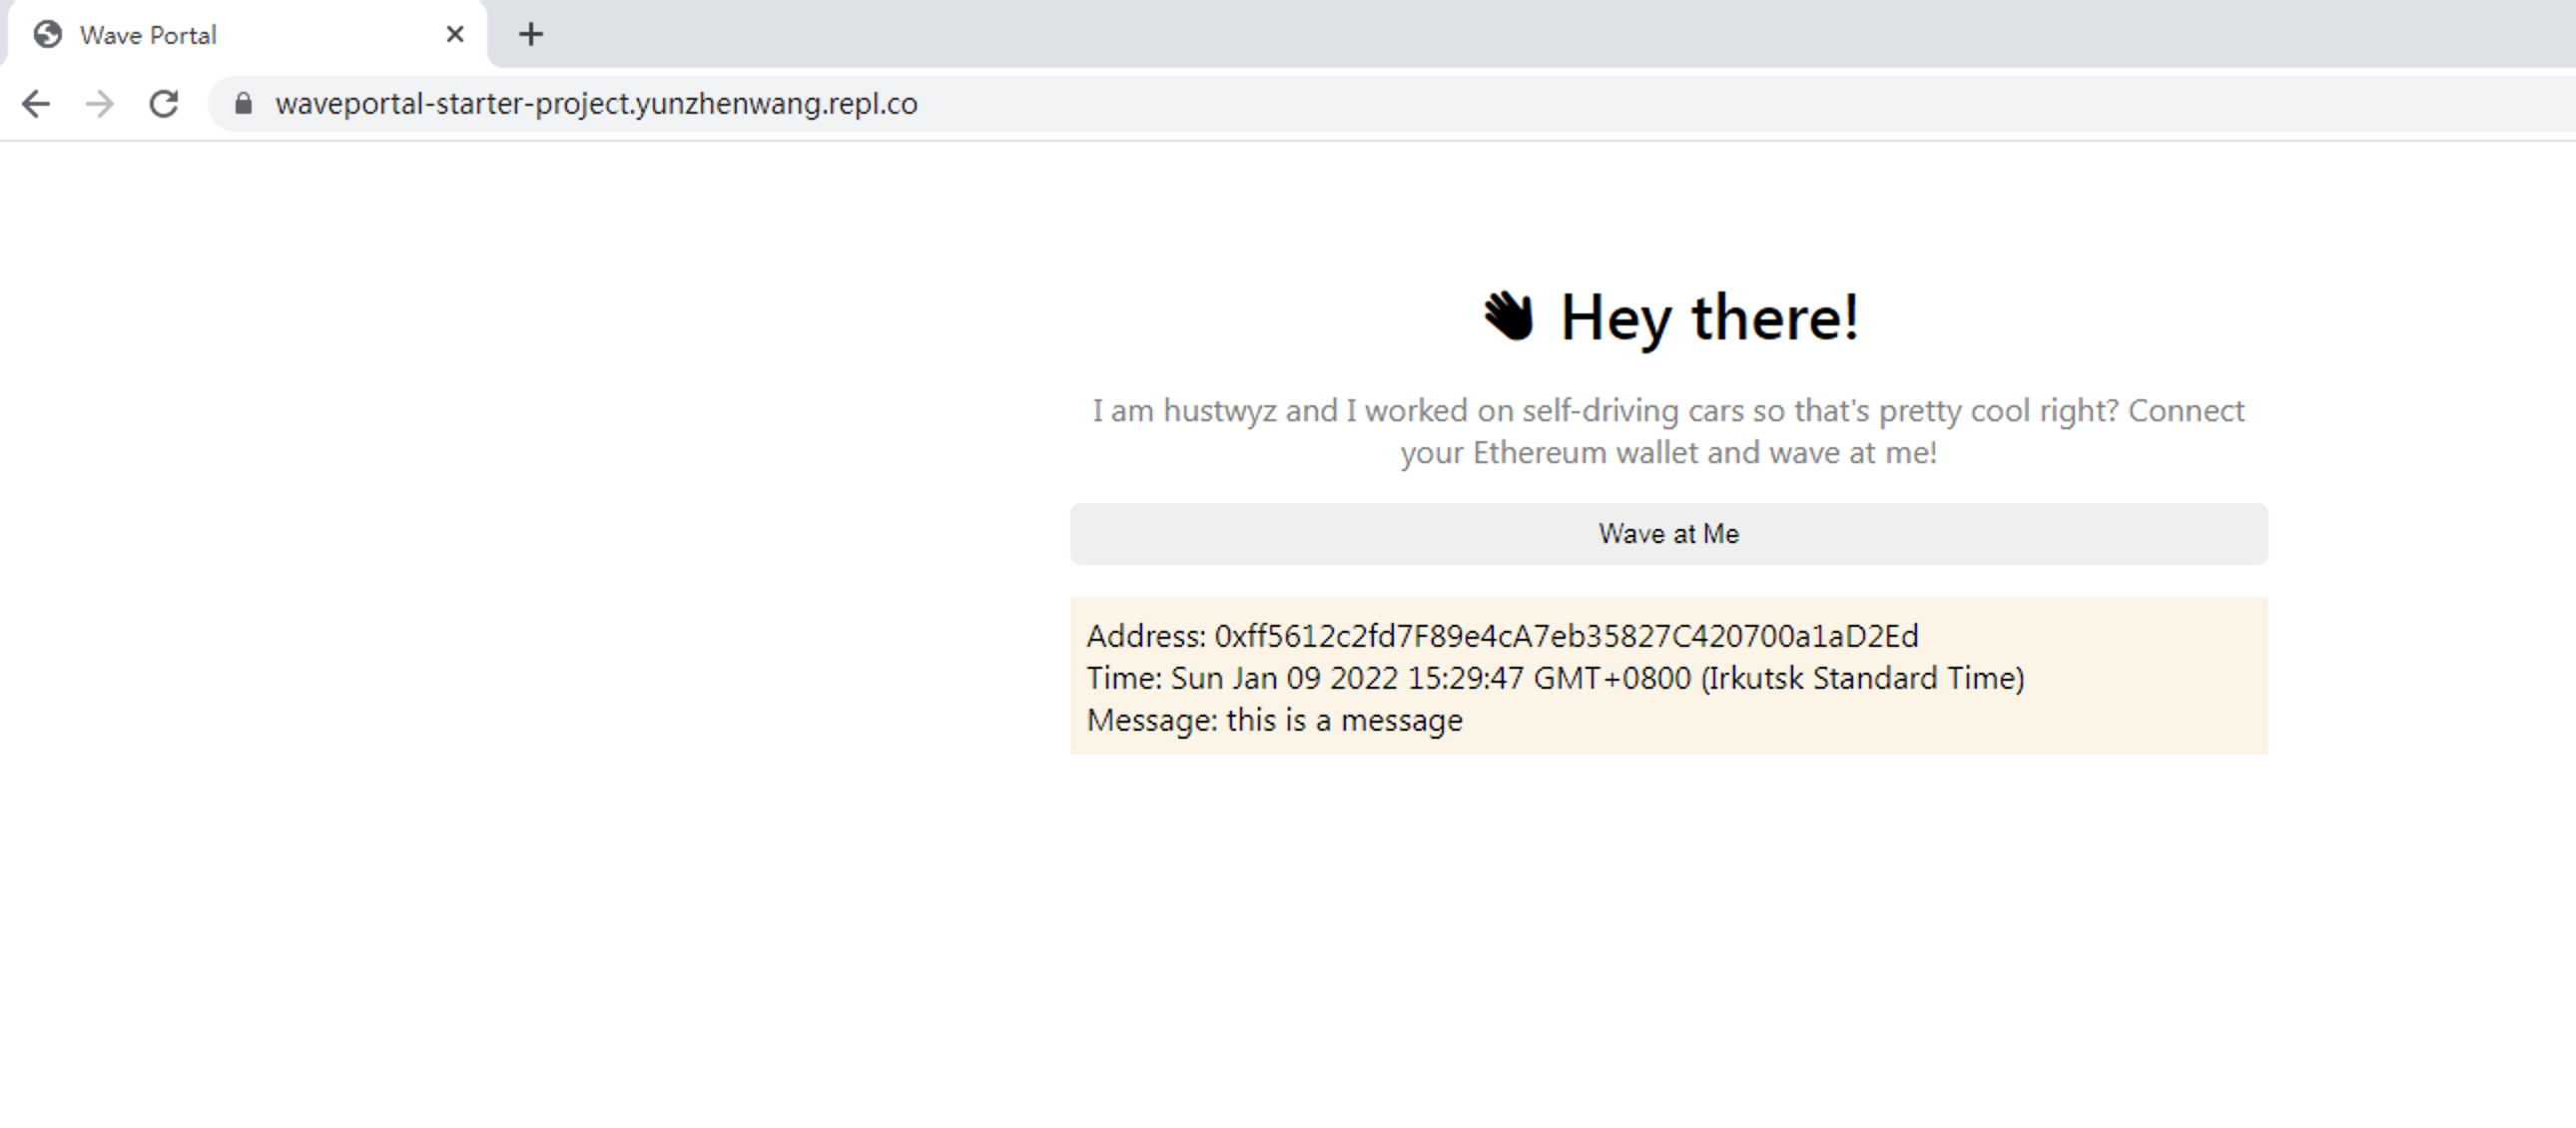 Wave Portal
waveportal-starter-project.yunzhenwang.repl.co
👋 Hey there!
I am hustwyz and I worked on self-driving cars so that's pretty cool right? Connect
your Ethereum wallet and wave at me!
Wave at Me
Address: 0xff5612c2fd7F89e4cA7eb35827C420700a1aD2Ed
Time: Sun Jan 09 2022 15:29:47 GMT+0800 (Irkutsk Standard Time)
Message: this is a message